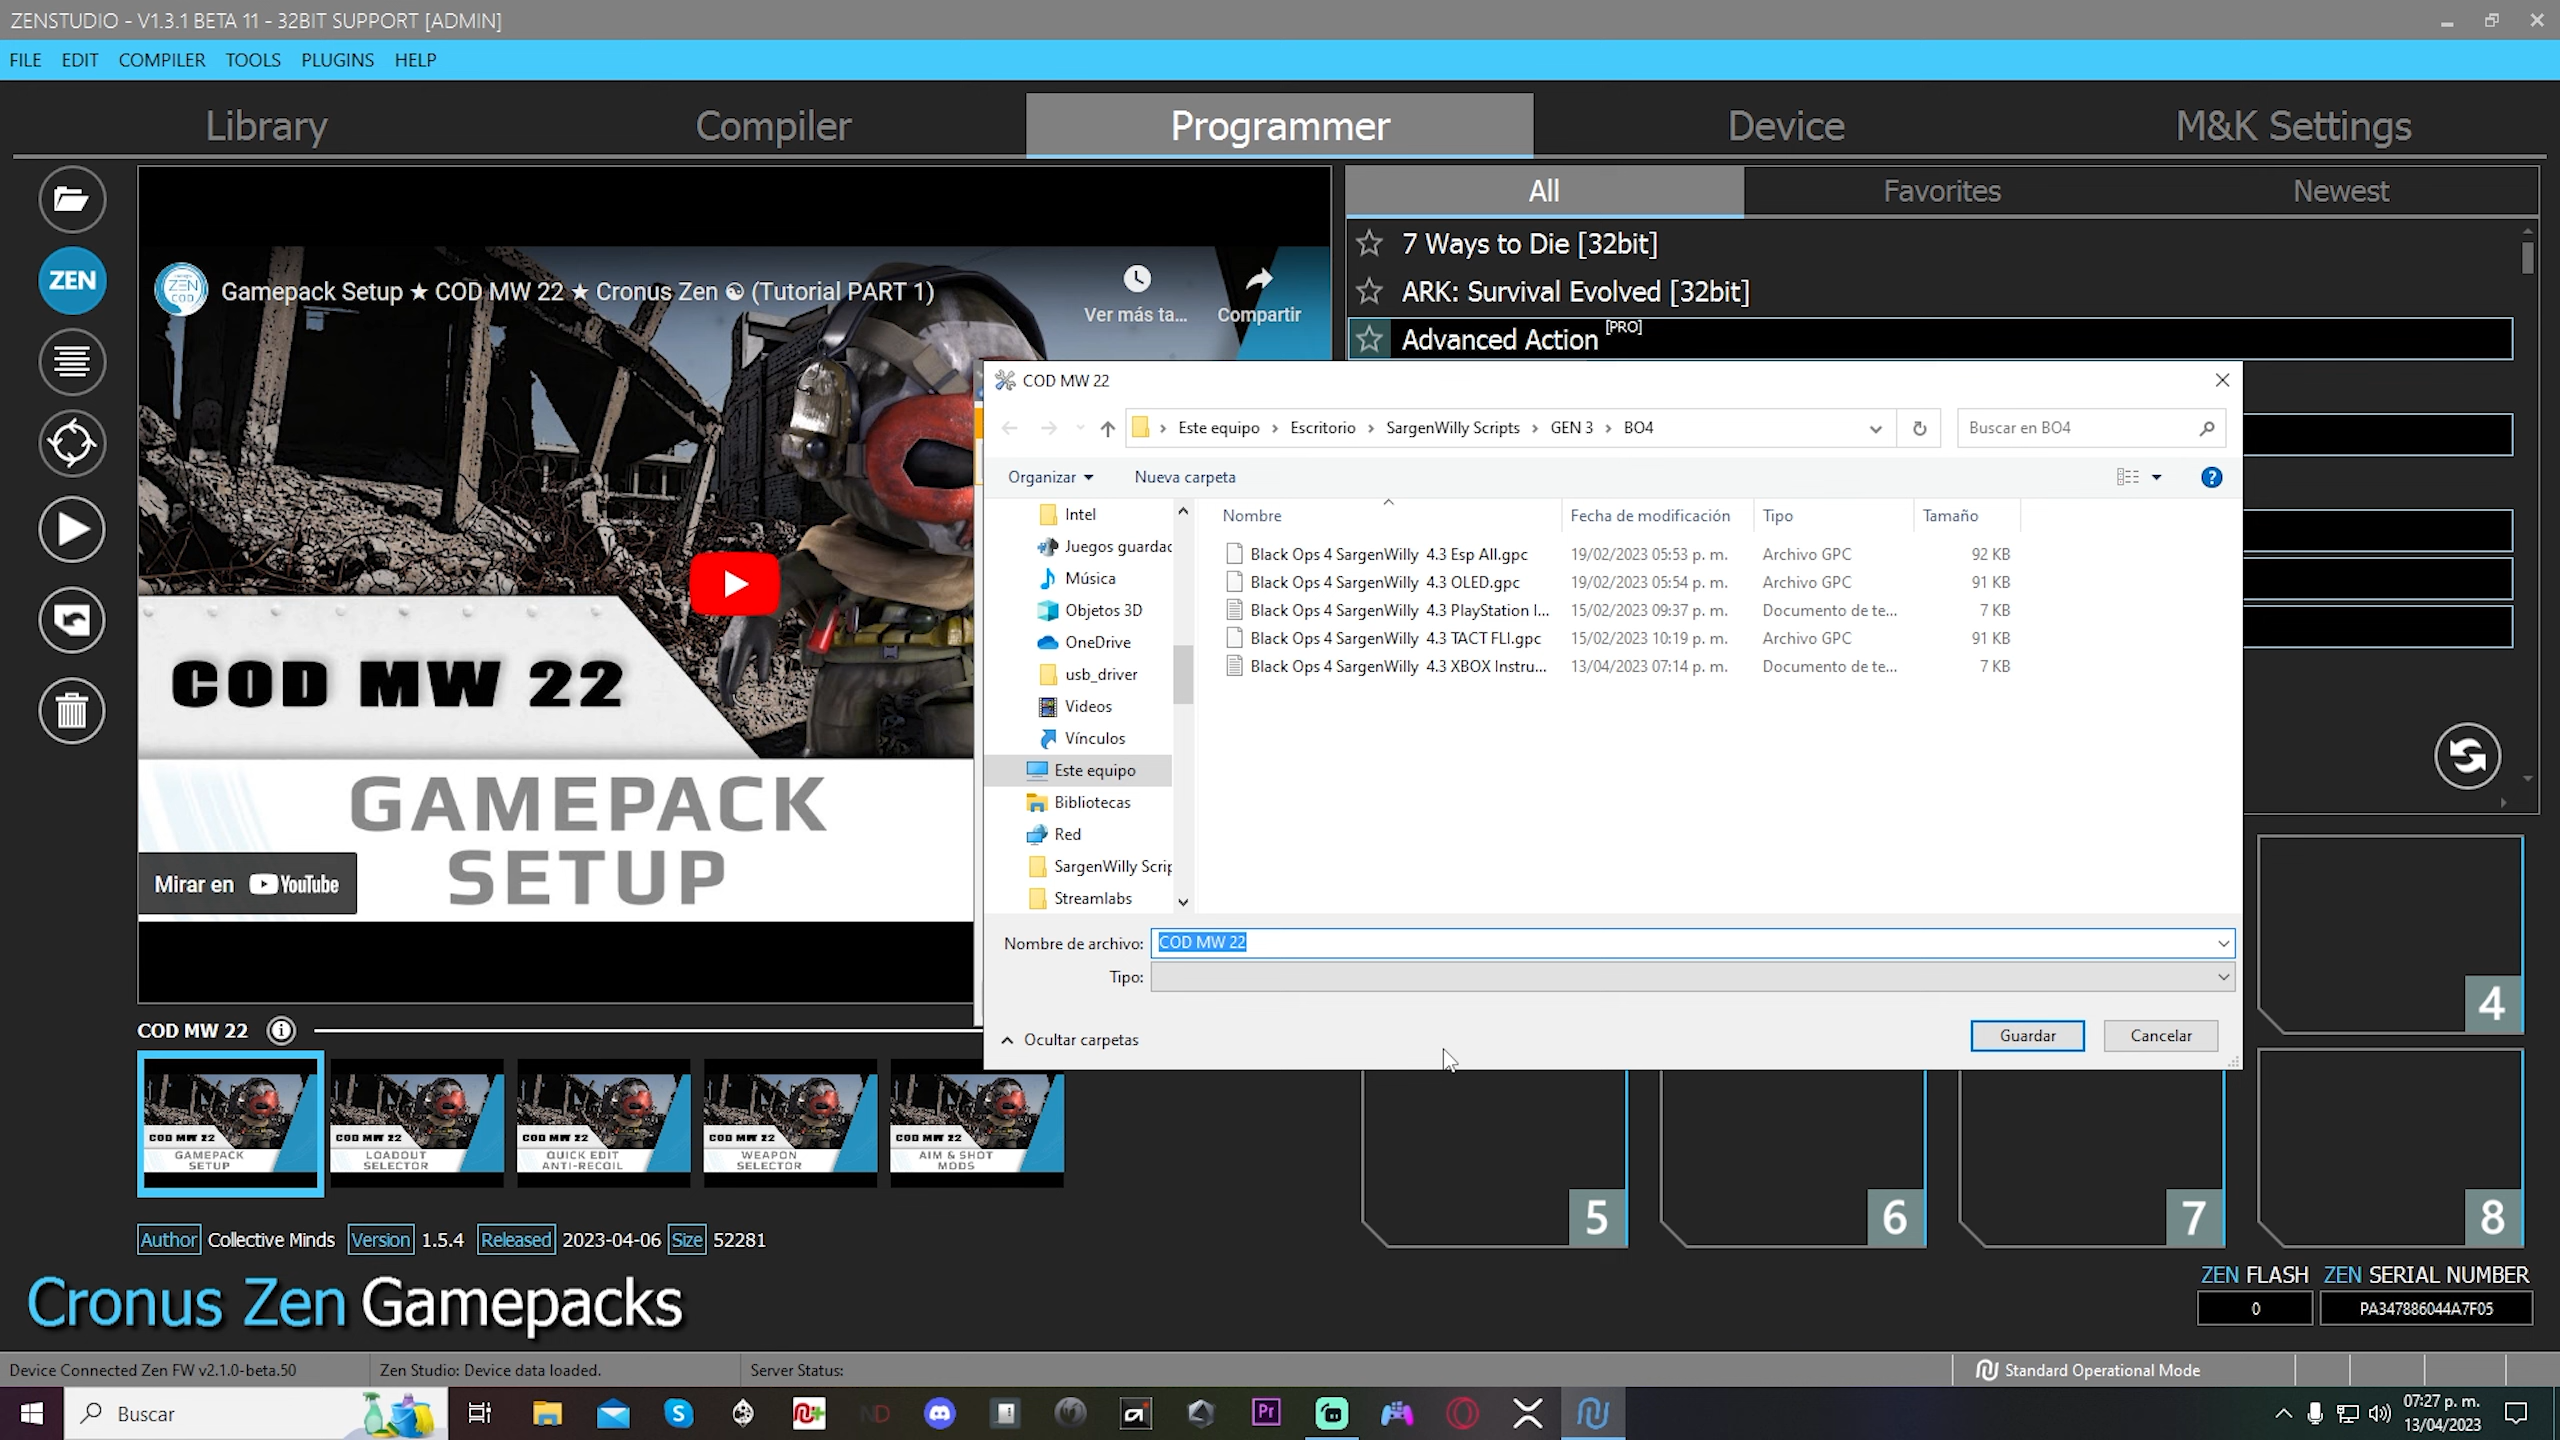 ZENSTUDIO - V1.3.1 BETA 11 - 32BIT SUPPORT [ADMIN]
FILE EDIT COMPILER TOOLS PLUGINS HELP
Library Compiler Programmer Device M&K Settings
All Favorites Newest
7 Ways to Die [32bit]
ARK: Survival Evolved [32bit]
Advanced Action [PRO]
ZEN
ZEN COD
Gamepack Setup ★ COD MW 22 ★ Cronus Zen ☯ (Tutorial PART 1)
Ver más ta... Compartir
COD MW 22
GAMEPACK
SETUP
Mirar en YouTube
COD MW 22
Este equipo > Escritorio > SargenWilly Scripts > GEN 3 > BO4
Buscar en BO4
Organizar Nueva carpeta
Intel
Juegos guardac
Música
Objetos 3D
OneDrive
usb_driver
Videos
Vínculos
Este equipo
Bibliotecas
Red
SargenWilly Scrip
Streamlabs
Nombre Fecha de modificación Tipo Tamaño
Black Ops 4 SargenWilly 4.3 Esp All.gpc 19/02/2023 05:53 p. m. Archivo GPC 92 KB
Black Ops 4 SargenWilly 4.3 OLED.gpc 19/02/2023 05:54 p. m. Archivo GPC 91 KB
Black Ops 4 SargenWilly 4.3 PlayStation I... 15/02/2023 09:37 p. m. Documento de te... 7 KB
Black Ops 4 SargenWilly 4.3 TACT FLI.gpc 15/02/2023 10:19 p. m. Archivo GPC 91 KB
Black Ops 4 SargenWilly 4.3 XBOX Instru... 13/04/2023 07:14 p. m. Documento de te... 7 KB
Nombre de archivo: COD MW 22
Tipo:
Ocultar carpetas
Guardar Cancelar
4
5 6 7 8
COD MW 22
COD MW 22 GAMEPACK SETUP
COD MW 22 LOADOUT SELECTOR
COD MW 22 QUICK EDIT ANTI-RECOIL
COD MW 22 WEAPON SELECTOR
COD MW 22 AIM & SHOT MODS
Author Collective Minds Version 1.5.4 Released 2023-04-06 Size 52281
Cronus Zen Gamepacks
ZEN FLASH ZEN SERIAL NUMBER
0 PA347886044A7F05
Device Connected Zen FW v2.1.0-beta.50 Zen Studio: Device data loaded. Server Status: Standard Operational Mode
Buscar
ND
Pr
07:27 p. m.
13/04/2023